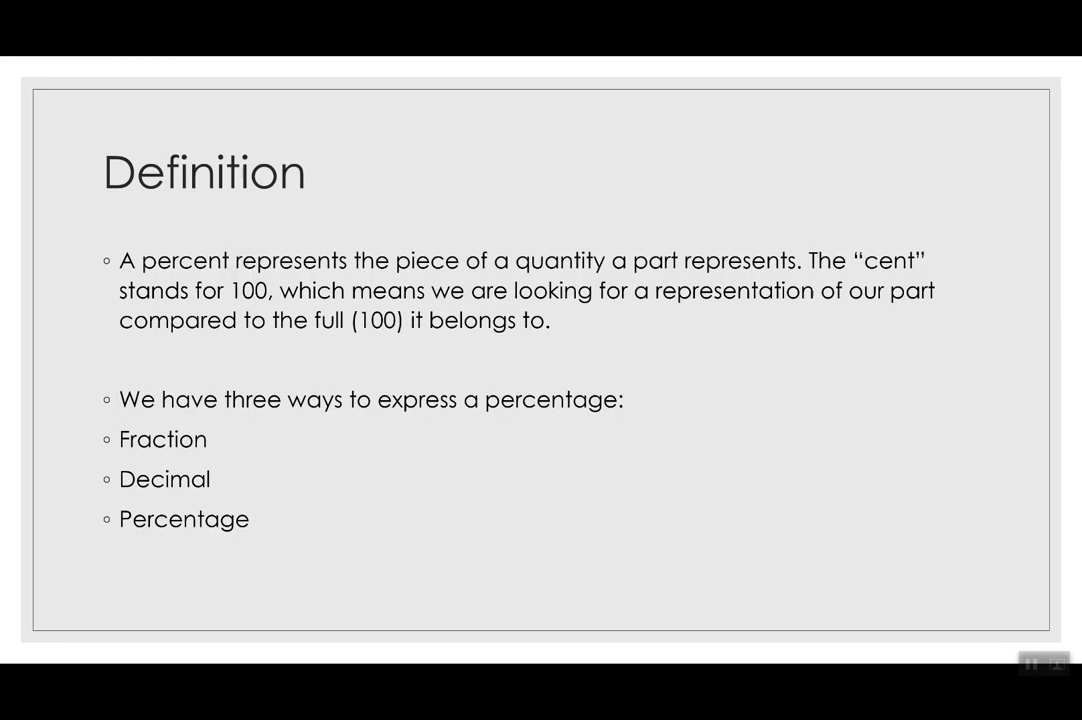 Definition
◦ A percent represents the piece of a quantity a part represents. The “cent”
stands for 100, which means we are looking for a representation of our part
compared to the full (100) it belongs to.
◦ We have three ways to express a percentage:
◦ Fraction
◦ Decimal
◦ Percentage